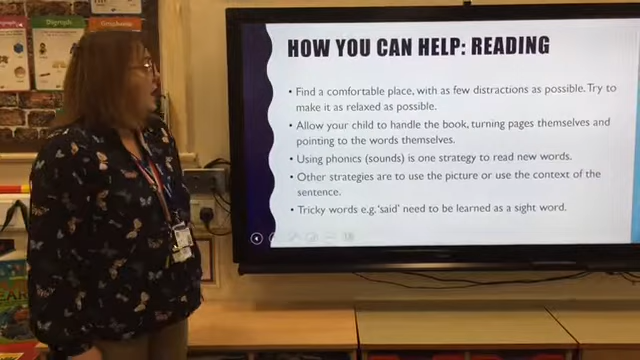 Digraph
Grapheme
HOW YOU CAN HELP: READING
• Find a comfortable place, with as few distractions as possible. Try to
make it as relaxed as possible.
• Allow your child to handle the book, turning pages themselves and
pointing to the words themselves.
• Using phonics (sounds) is one strategy to read new words.
• Other strategies are to use the picture or use the context of the
sentence.
• Tricky words e.g. 'said' need to be learned as a sight word.